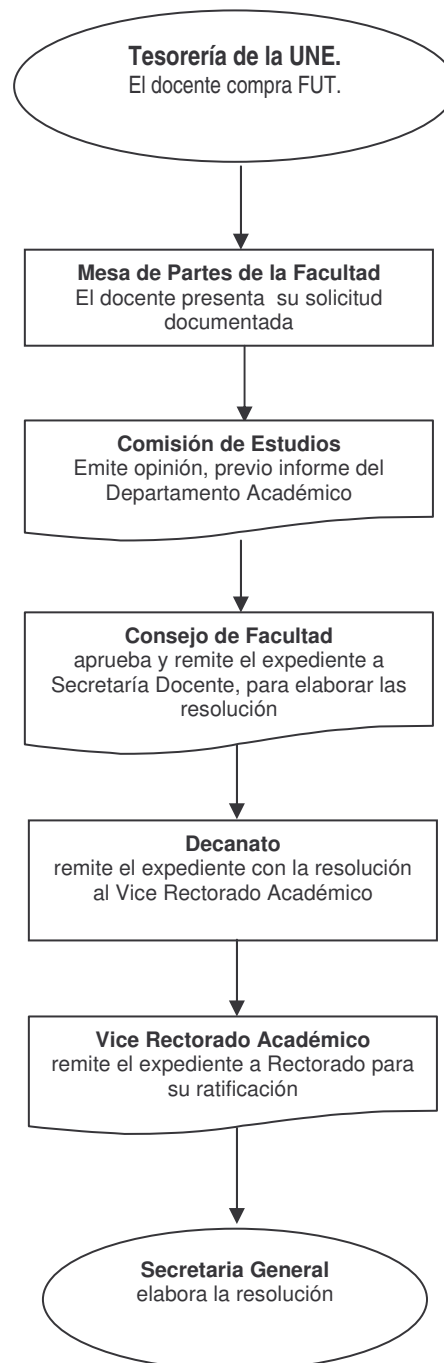 Tesorería de la UNE.
El docente compra FUT.
Mesa de Partes de la Facultad
El docente presenta su solicitud
documentada
Comisión de Estudios
Emite opinión, previo informe del
Departamento Académico
Consejo de Facultad
aprueba y remite el expediente a
Secretaría Docente, para elaborar las
resolución
Decanato
remite el expediente con la resolución
al Vice Rectorado Académico
Vice Rectorado Académico
remite el expediente a Rectorado para
su ratificación
Secretaria General
elabora la resolución